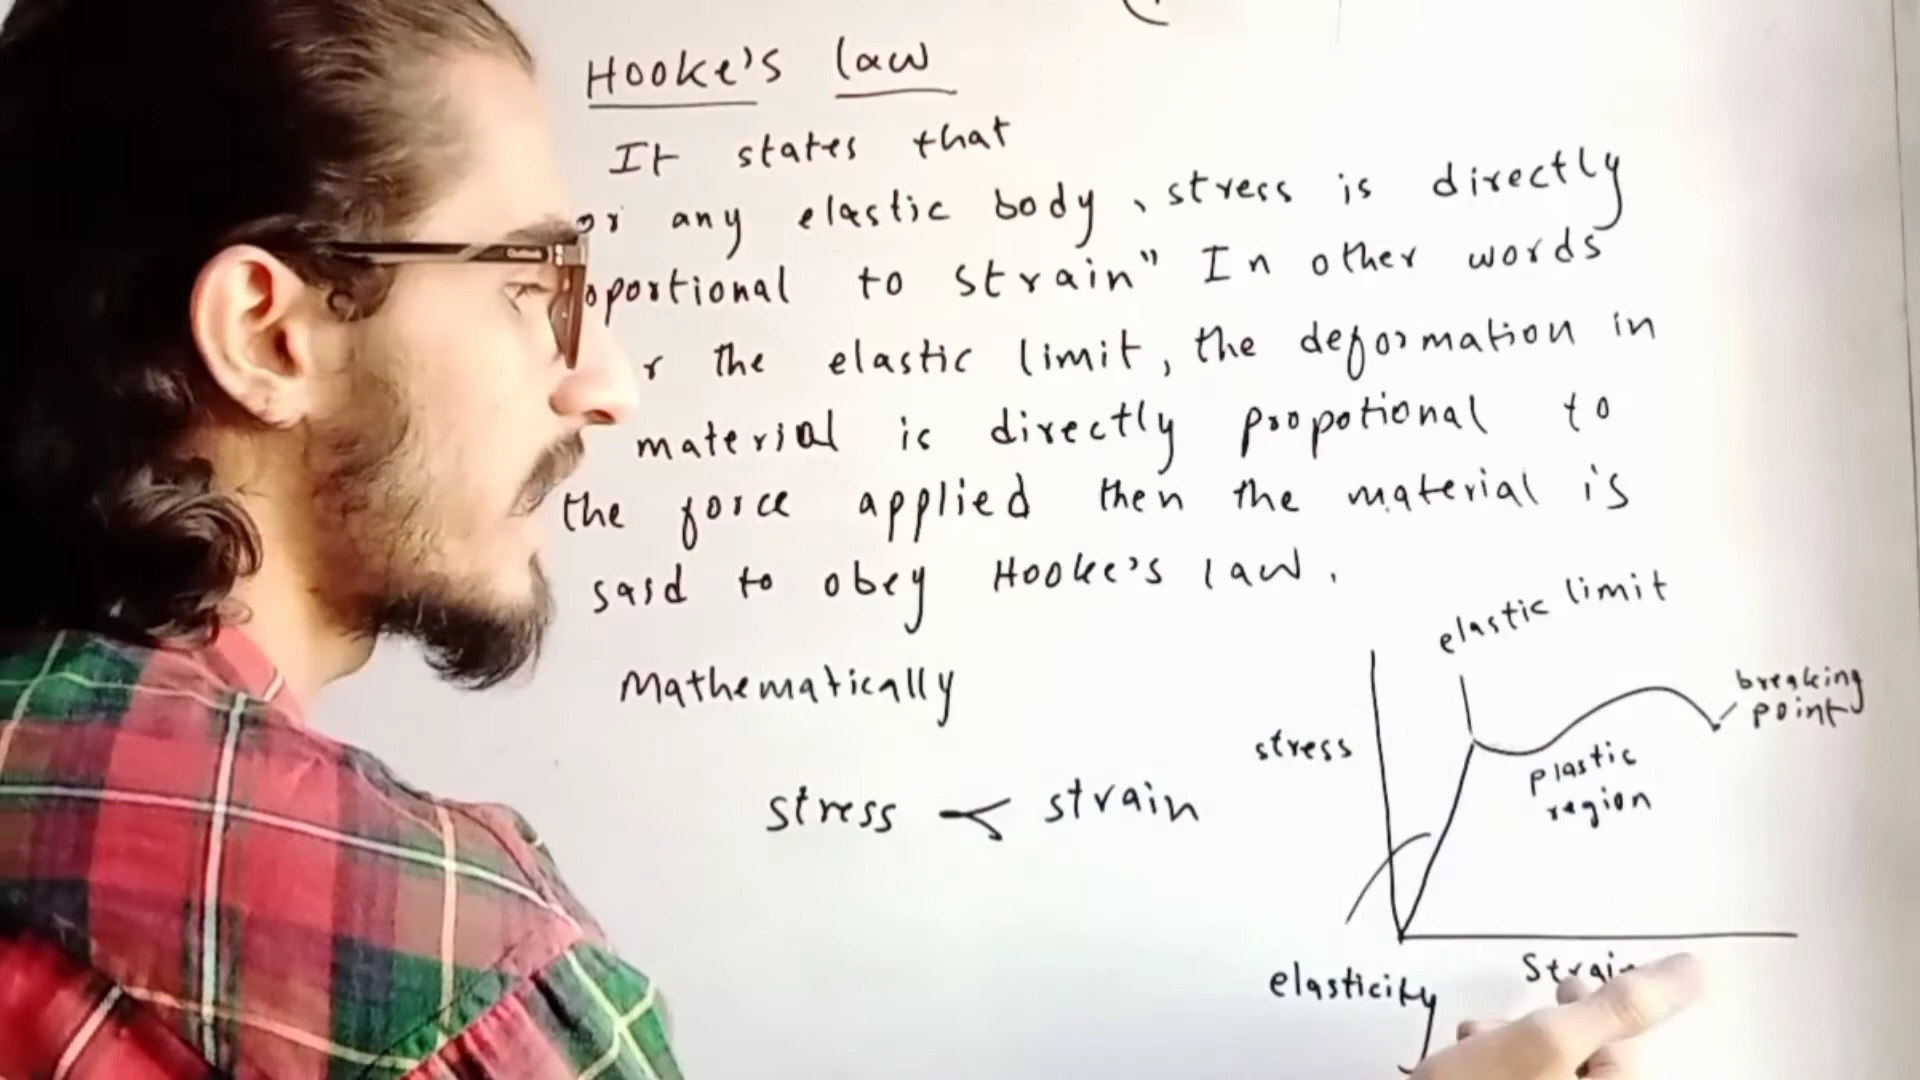 Hooke's law
It states that
any elastic body, stress is directly
to strain" In other words
the elastic limit, the deformation in
material is directly propotional to
the force applied then the material is
said to obey Hooke's law.
Mathematically
stress ∝ strain
elastic limit
breaking
point
stress
plastic
region
elasticity